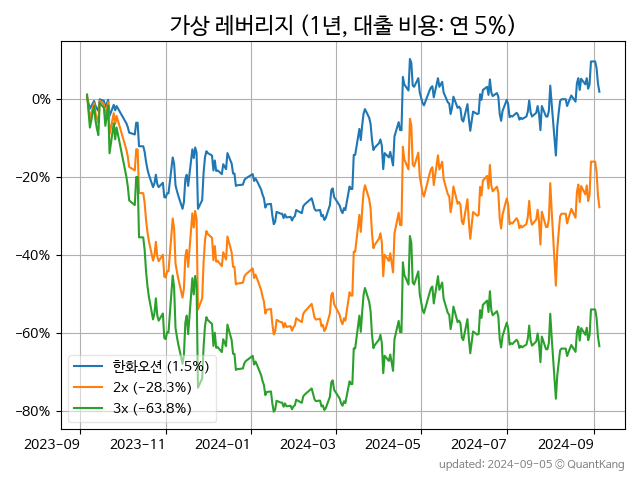 가상 레버리지 (1년, 대출 비용: 연 5%)
0%
−20%
−40%
−60%
−80%
한화오션 (1.5%)
2x (−28.3%)
3x (−63.8%)
2023-09
2023-11
2024-01
2024-03
2024-05
2024-07
2024-09
updated: 2024-09-05 © QuantKang